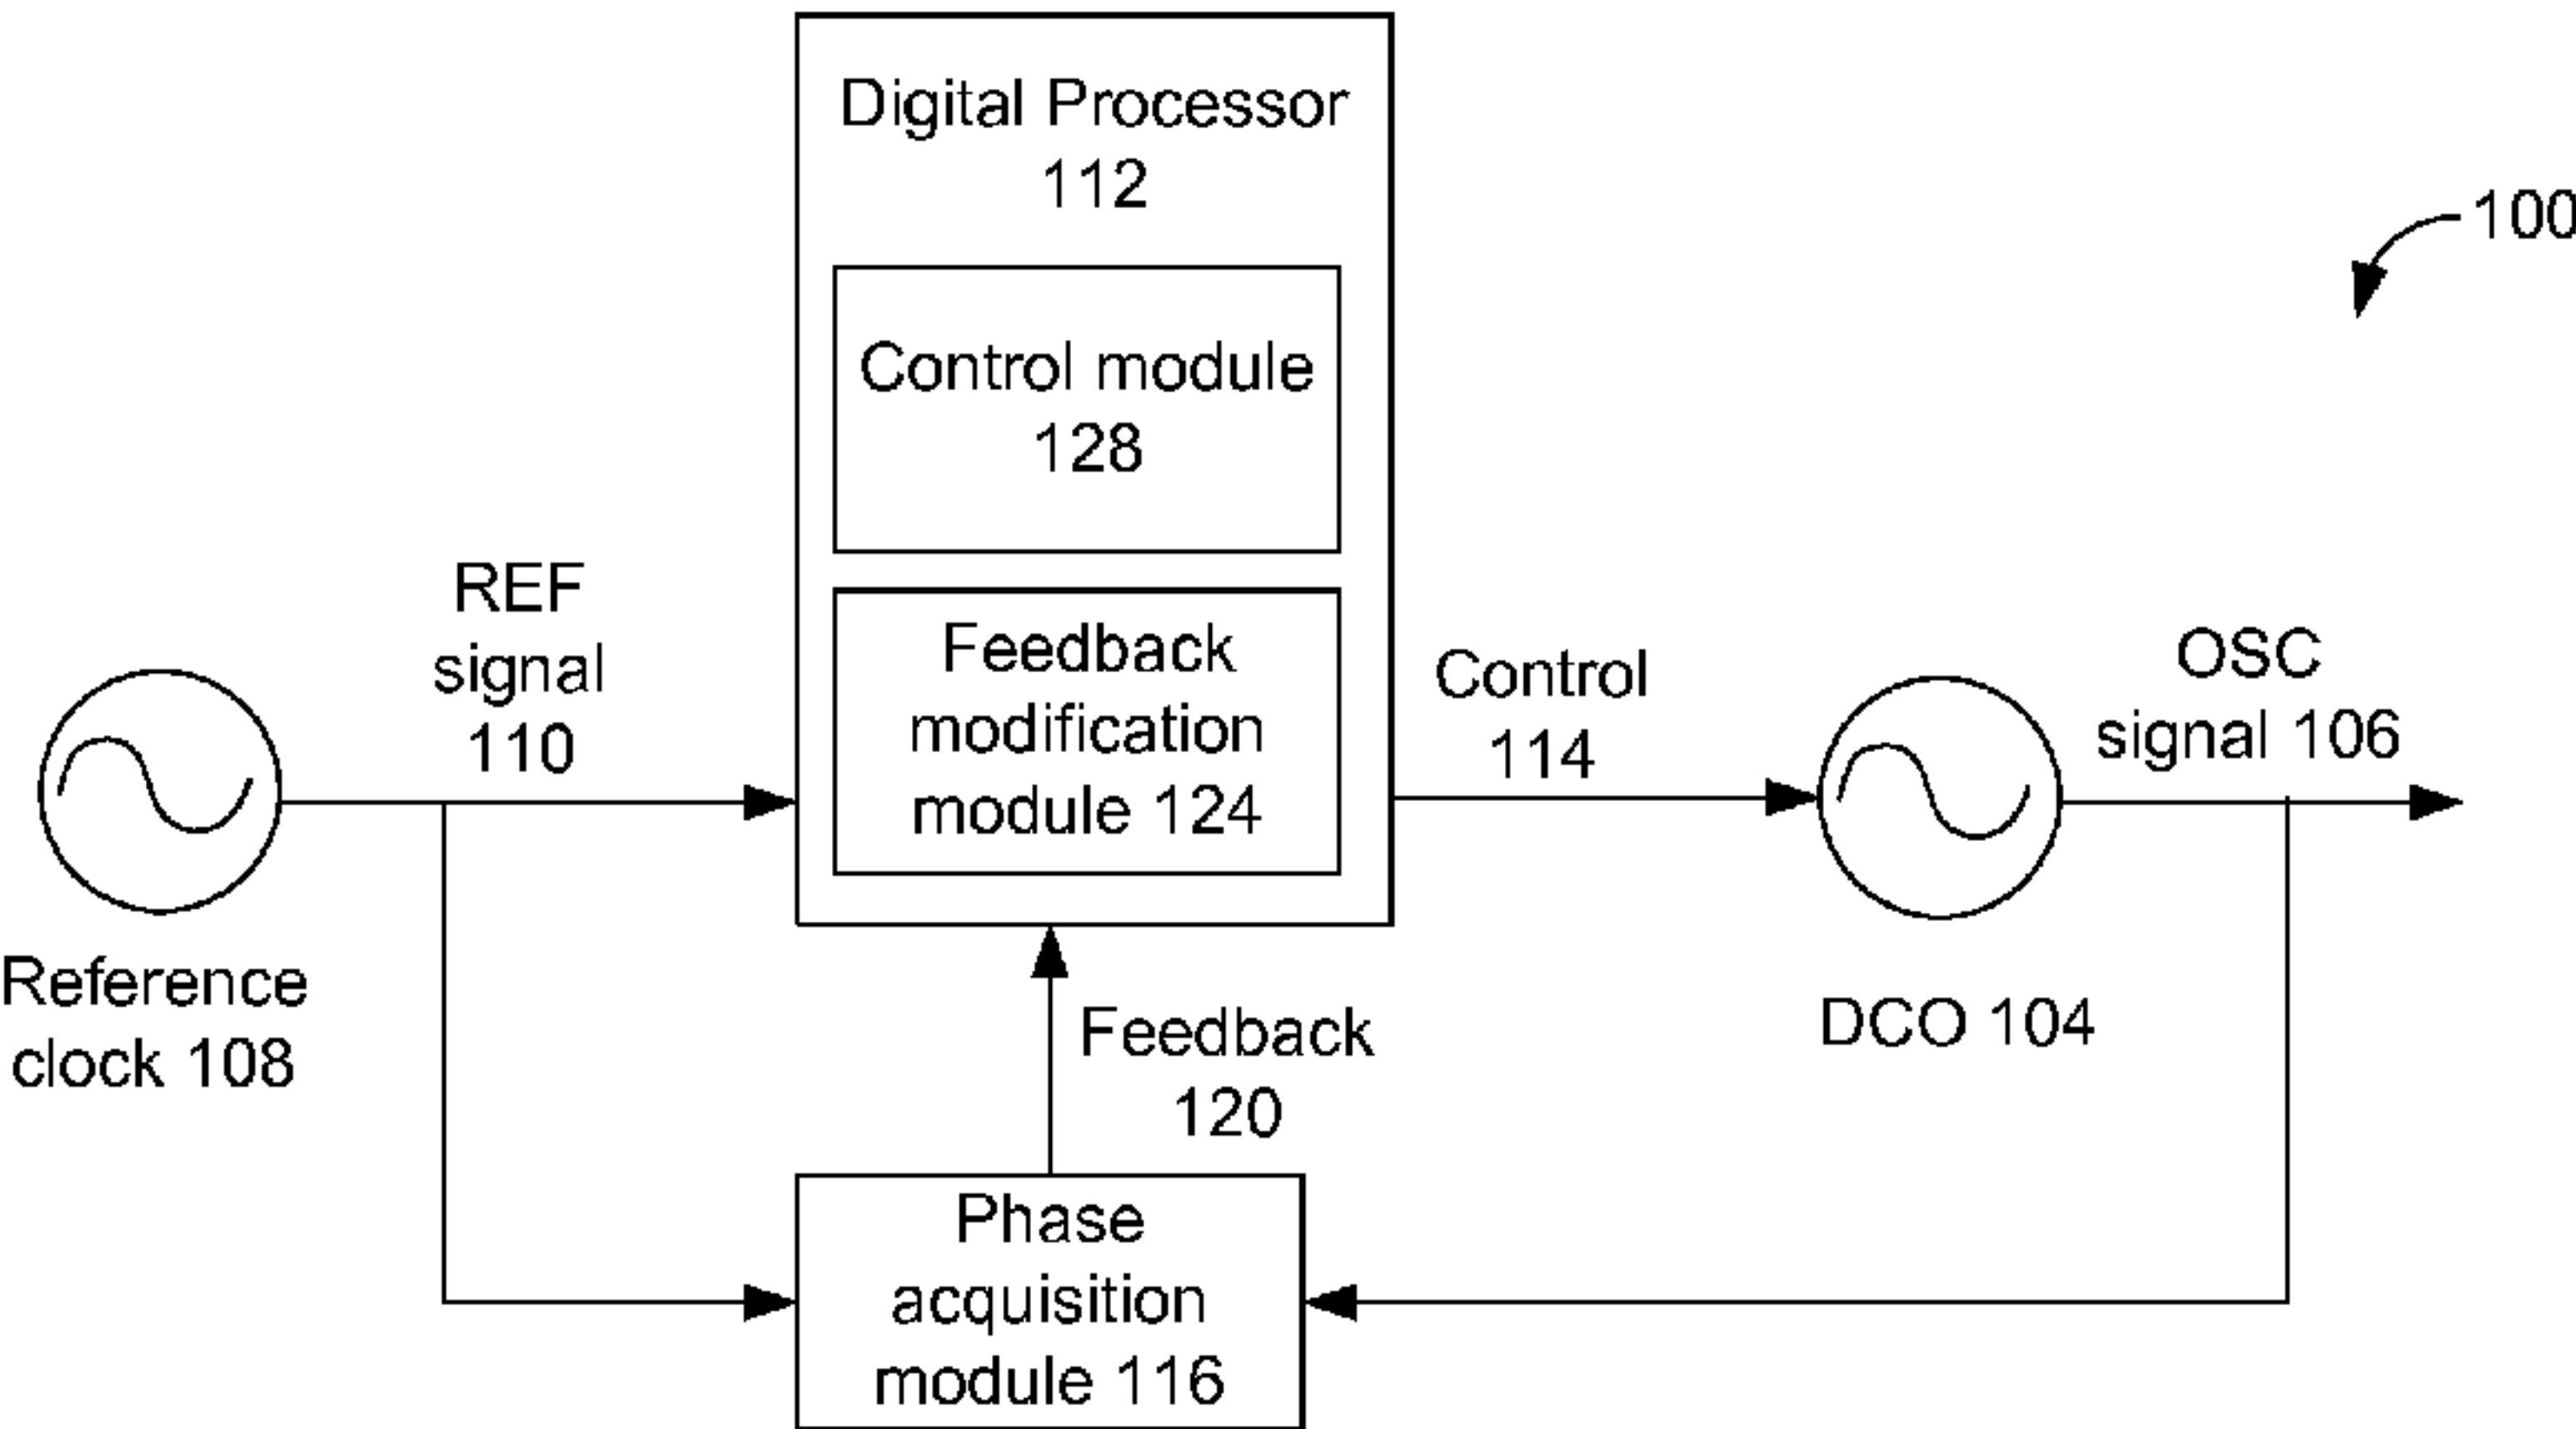 Digital Processor
112
100
Control module
128
REF
signal
110
Feedback
modification
module 124
Control
114
OSC
signal 106
Reference
clock 108
Feedback
120
DCO 104
Phase
acquisition
module 116